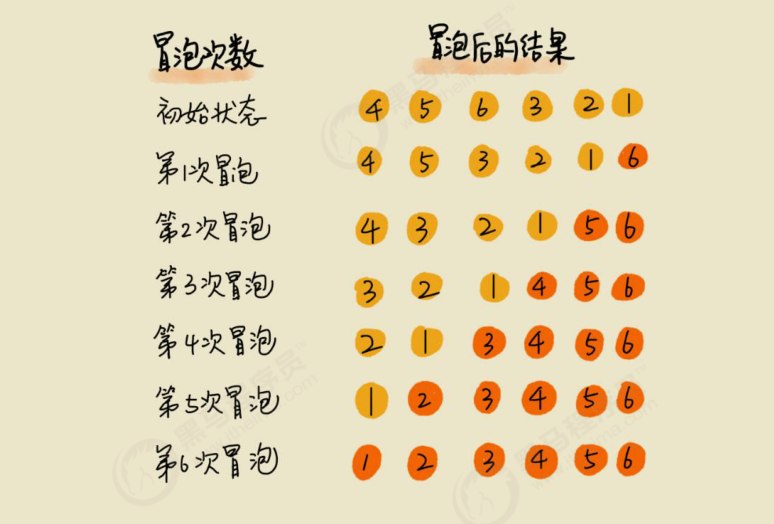 冒泡次数 冒泡后的结果
初始状态 4 5 6 3 2 1
第1次冒泡 4 5 3 2 1 6
第2次冒泡 4 3 2 1 5 6
第3次冒泡 3 2 1 4 5 6
第4次冒泡 2 1 3 4 5 6
第5次冒泡 1 2 3 4 5 6
第6次冒泡 1 2 3 4 5 6